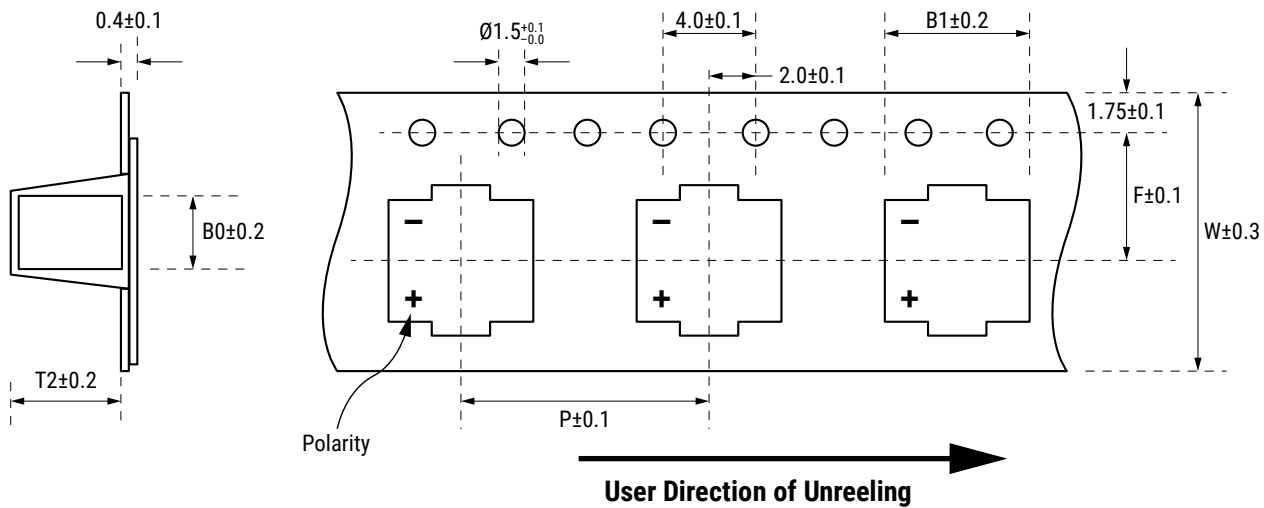 0.4±0.1
Ø1.5+0.1
−0.0
4.0±0.1
B1±0.2
2.0±0.1
1.75±0.1
B0±0.2
−
−
−
F±0.1
W±0.3
+
+
+
T2±0.2
Polarity
P±0.1
User Direction of Unreeling